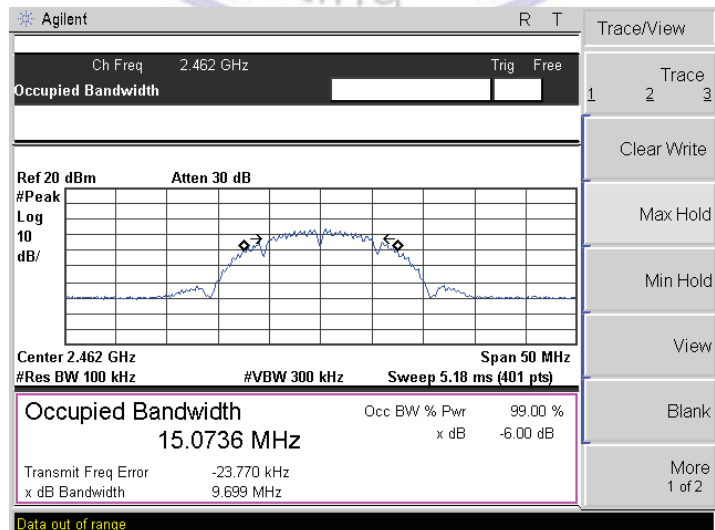 Agilent R T
Ch Freq 2.462 GHz Trig Free
Occupied Bandwidth
Ref 20 dBm Atten 30 dB
#Peak
Log
10
dB/
Center 2.462 GHz Span 50 MHz
#Res BW 100 kHz #VBW 300 kHz Sweep 5.18 ms (401 pts)
Occupied Bandwidth
15.0736 MHz
Occ BW % Pwr 99.00 %
x dB -6.00 dB
Transmit Freq Error -23.770 kHz
x dB Bandwidth 9.699 MHz
Data out of range
Trace/View
Trace
1 2 3
Clear Write
Max Hold
Min Hold
View
Blank
More
1 of 2